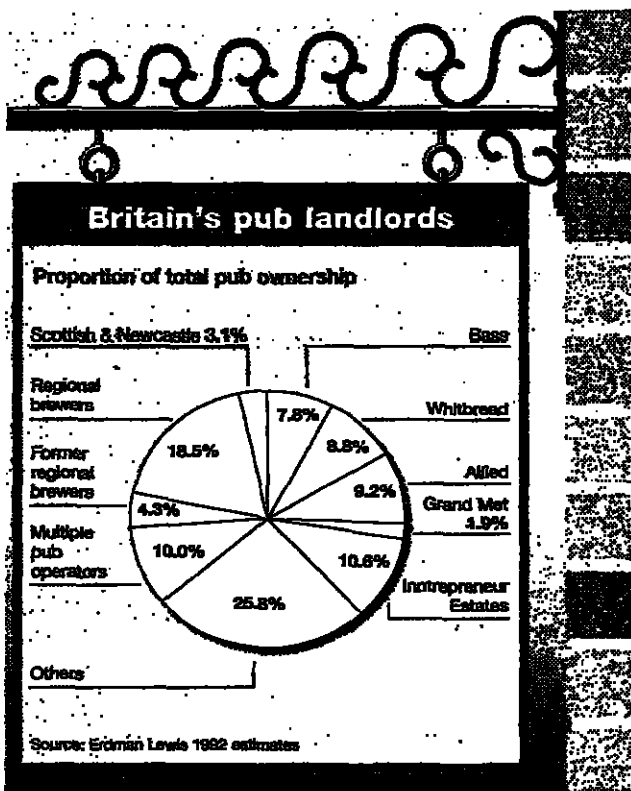 Britain's pub landlords
Proportion of total pub ownership
Scottish & Newcastle 3.1%
Bass
Regional
brewers
7.8%
Whitbread
18.5%
8.8%
Former
regional
brewers
Allied
9.2%
Grand Met
1.9%
4.3%
Multiple
pub
operators
10.0%
10.6%
Inntrepreneur
Estates
25.8%
Others
Source: Erdman Lewis 1992 estimates